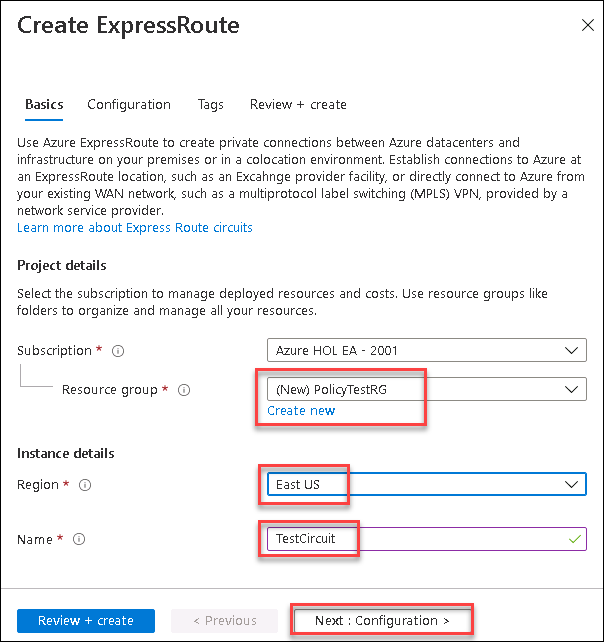 Create ExpressRoute
Basics Configuration Tags Review + create
Use Azure ExpressRoute to create private connections between Azure datacenters and
infrastructure on your premises or in a colocation environment. Establish connections to Azure at
an ExpressRoute location, such as an Excahnge provider facility, or directly connect to Azure from
your existing WAN network, such as a multiprotocol label switching (MPLS) VPN, provided by a
network service provider.
Learn more about Express Route circuits
Project details
Select the subscription to manage deployed resources and costs. Use resource groups like
folders to organize and manage all your resources.
Subscription * Azure HOL EA - 2001
Resource group * (New) PolicyTestRG
Create new
Instance details
Region * East US
Name * TestCircuit
Review + create < Previous Next : Configuration >